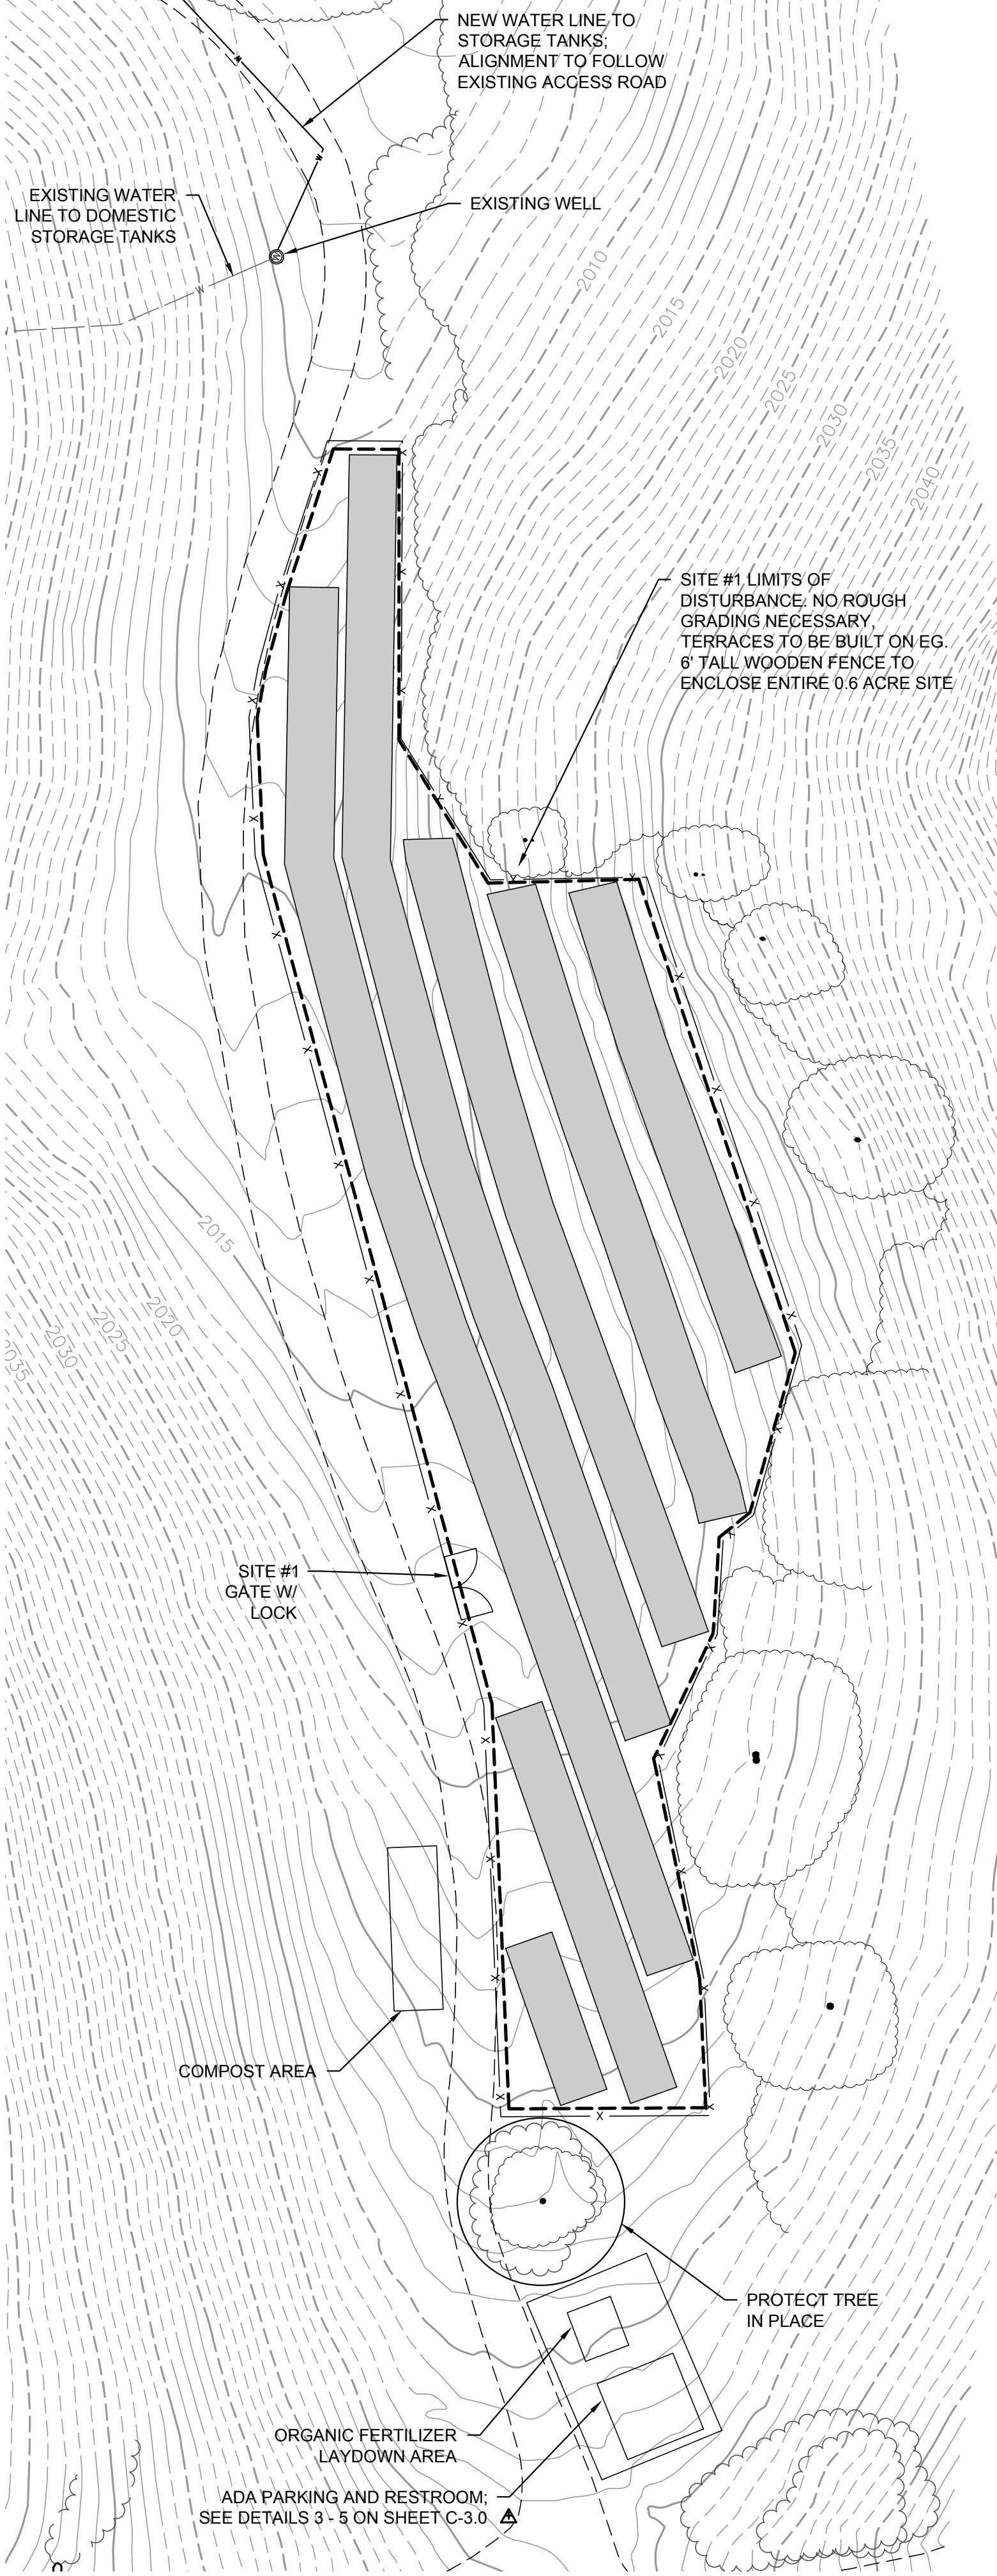 NEW WATER LINE TO
STORAGE TANKS;
ALIGNMENT TO FOLLOW
EXISTING ACCESS ROAD
EXISTING WATER
LINE TO DOMESTIC
STORAGE TANKS
EXISTING WELL
W
W
W
W
2010
2015
2020
2025
2030
2035
2040
SITE #1 LIMITS OF
DISTURBANCE. NO ROUGH
GRADING NECESSARY,
TERRACES TO BE BUILT ON EG.
6' TALL WOODEN FENCE TO
ENCLOSE ENTIRE 0.6 ACRE SITE
2015
2020
2025
2030
2035
SITE #1
GATE W/
LOCK
COMPOST AREA
PROTECT TREE
IN PLACE
ORGANIC FERTILIZER
LAYDOWN AREA
ADA PARKING AND RESTROOM;
SEE DETAILS 3 - 5 ON SHEET C-3.0